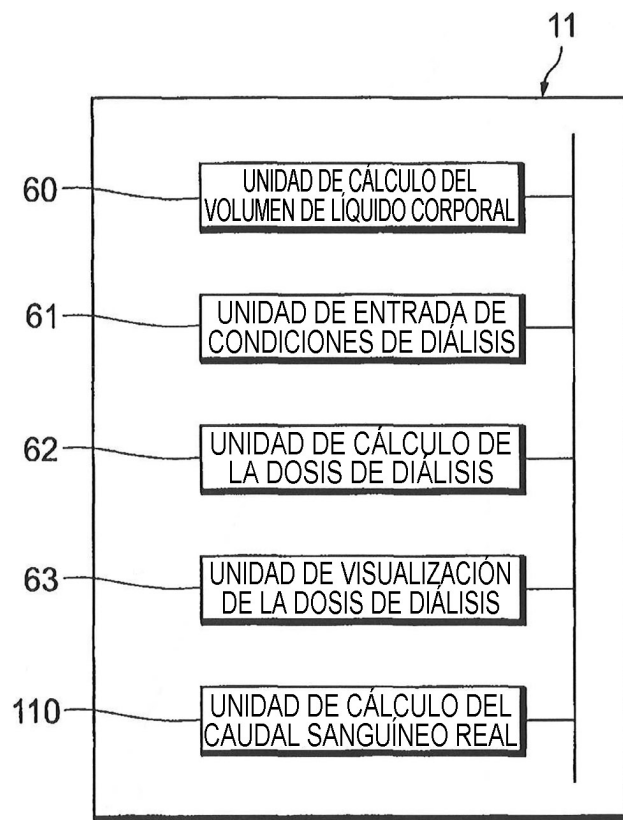 11
60
UNIDAD DE CÁLCULO DEL
VOLUMEN DE LÍQUIDO CORPORAL
61
UNIDAD DE ENTRADA DE
CONDICIONES DE DIÁLISIS
62
UNIDAD DE CÁLCULO DE
LA DOSIS DE DIÁLISIS
63
UNIDAD DE VISUALIZACIÓN
DE LA DOSIS DE DIÁLISIS
110
UNIDAD DE CÁLCULO DEL
CAUDAL SANGUÍNEO REAL